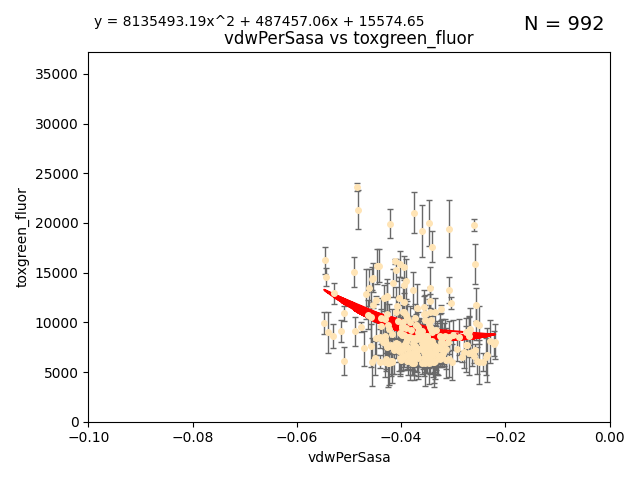 y = 8135493.19x^2 + 487457.06x + 15574.65
N = 992
vdwPerSasa vs toxgreen_fluor
35000
30000
25000
20000
15000
10000
5000
0
toxgreen_fluor
−0.10
−0.08
−0.06
−0.04
−0.02
0.00
vdwPerSasa